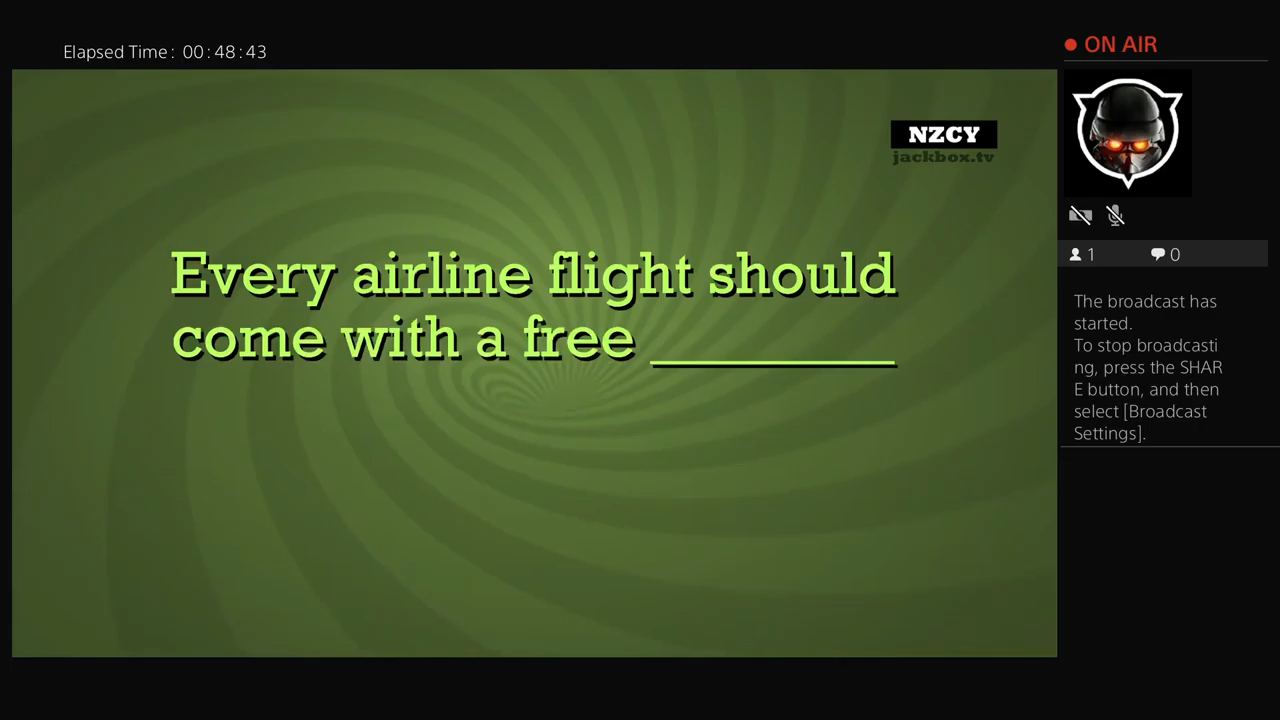 Elapsed Time: 00:48:43
ON AIR
NZCY
jackbox.tv
Every airline flight should
come with a free ________
1 0
The broadcast has
started.
To stop broadcasti
ng, press the SHAR
E button, and then
select [Broadcast
Settings].